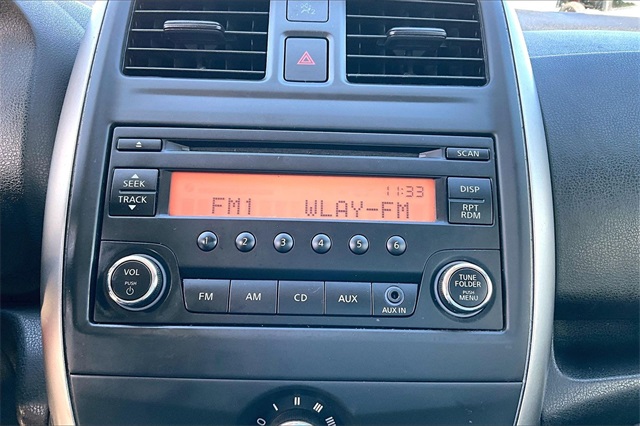 SCAN
11:33
SEEK
TRACK
FM1 WLAY-FM
DISP
RPT
RDM
1 2 3 4 5 6
VOL
PUSH
FM AM CD AUX
AUX IN
TUNE
FOLDER
PUSH
MENU